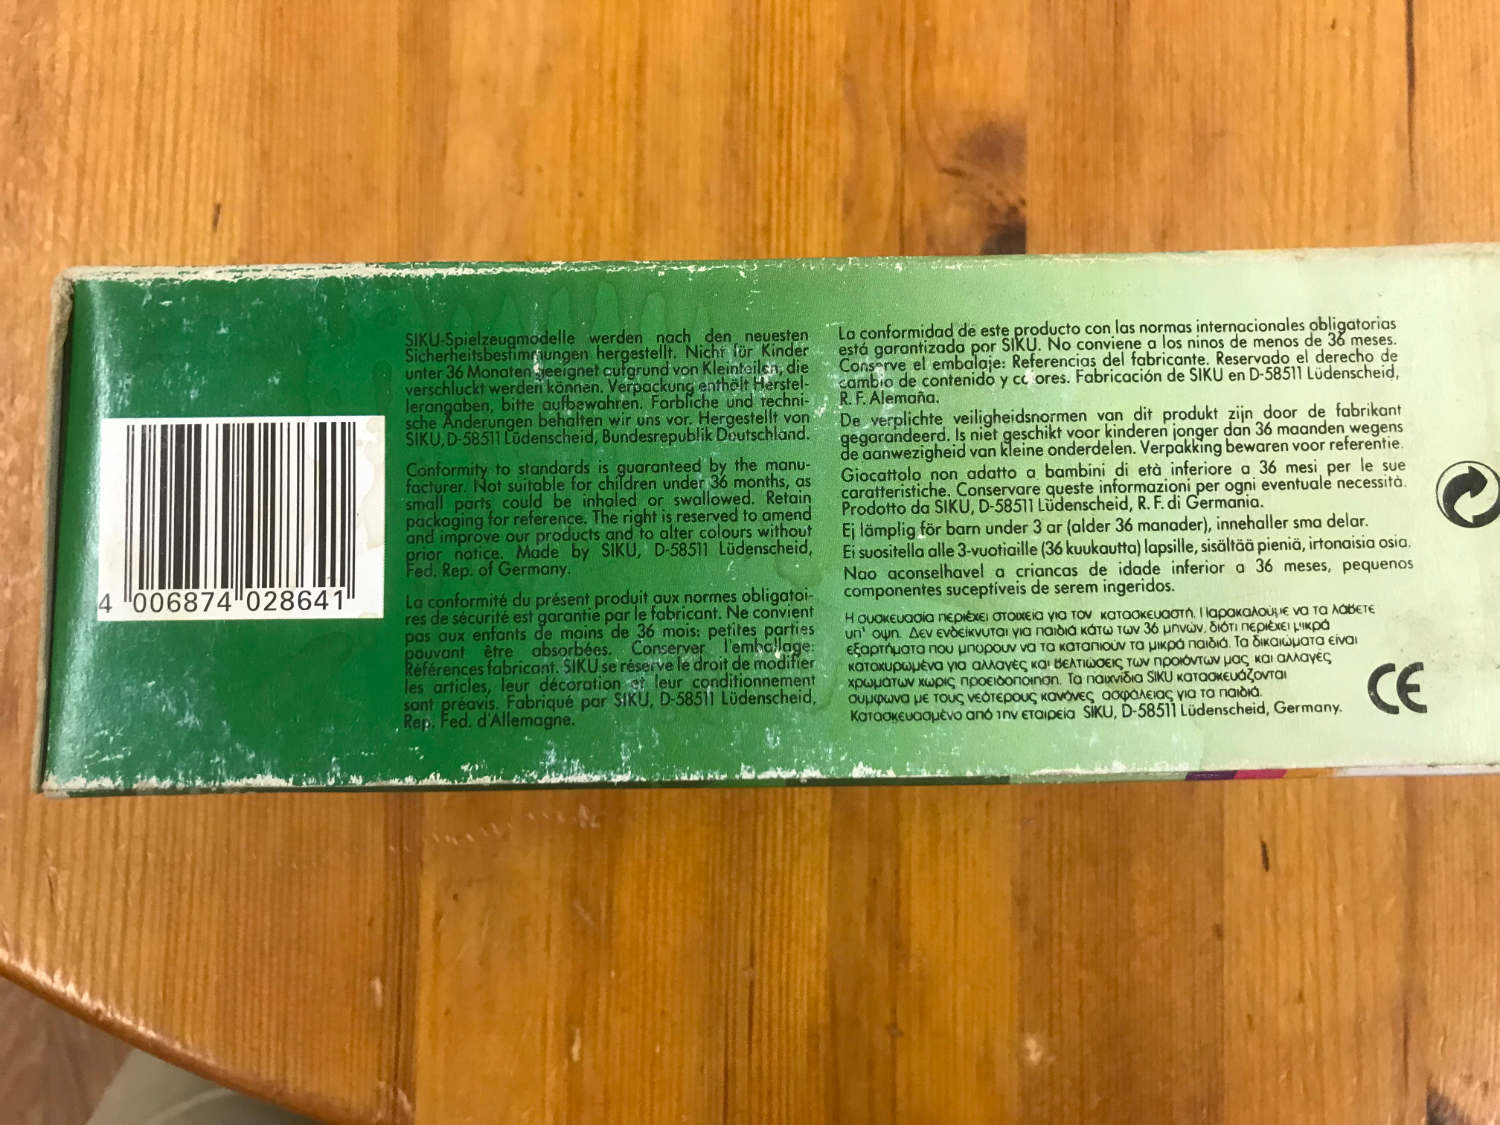 4 006874 028641
SIKU-Spielzeugmodelle werden nach den neuesten
Sicherheitsbestimmungen hergestellt. Nicht für Kinder
unter 36 Monaten geeignet aufgrund von Kleinteilen, die
verschluckt werden können. Verpackung enthält Herstel-
lerangaben, bitte aufbewahren. Farbliche und techni-
sche Änderungen behalten wir uns vor. Hergestellt von
SIKU, D-58511 Lüdenscheid, Bundesrepublik Deutschland.
Conformity to standards is guaranteed by the manu-
facturer. Not suitable for children under 36 months, as
small parts could be inhaled or swallowed. Retain
packaging for reference. The right is reserved to amend
and improve our products and to alter colours without
prior notice. Made by SIKU, D-58511 Lüdenscheid,
Fed. Rep. of Germany.
La conformité du présent produit aux normes obligatoi-
res de sécurité est garantie par le fabricant. Ne convient
pas aux enfants de moins de 36 mois: petites parties
pouvant être absorbées. Conserver l'emballage:
Références fabricant. SIKU se réserve le droit de modifier
les articles, leur décoration et leur conditionnement
sant préavis. Fabriqué par SIKU, D-58511 Lüdenscheid,
Rep. Fed. d'Allemagne.
La conformidad de este producto con las normas internacionales obligatorias
está garantizada por SIKU. No conviene a los ninos de menos de 36 meses.
Conserve el embalaje: Referencias del fabricante. Reservado el derecho de
cambio de contenido y colores. Fabricación de SIKU en D-58511 Lüdenscheid,
R. F. Alemaña.
De verplichte veiligheidsnormen van dit produkt zijn door de fabrikant
gegarandeerd. Is niet geschikt voor kinderen jonger dan 36 maanden wegens
de aanwezigheid van kleine onderdelen. Verpakking bewaren voor referentie.
Giocattolo non adatto a bambini di età inferiore a 36 mesi per le sue
caratteristiche. Conservare queste informazioni per ogni eventuale necessità.
Prodotto da SIKU, D-58511 Lüdenscheid, R. F. di Germania.
Ej lämplig för barn under 3 ar (alder 36 manader), innehaller sma delar.
Ei suositella alle 3-vuotiaille (36 kuukautta) lapsille, sisältää pieniä, irtonaisia osia.
Nao aconselhavel a criancas de idade inferior a 36 meses, pequenos
componentes suceptíveis de serem ingeridos.
Η συσκευασία περιέχει στοιχεία για τον κατασκευαστή. Παρακαλούμε να τα λάβετε
υπ' οψη. Δεν ενδείκνυται για παιδιά κάτω των 36 μηνών, διότι περιέχει μικρά
εξαρτήματα που μπορουν να τα καταπιούν τα μικρά παιδιά. Τα δικαιώματα είναι
κατοχυρωμένα για αλλαγές και βελτιώσεις των προιόντων μας και αλλαγές
χρωμάτων χωρις προειδοποιηση. Τα παιχνίδια SIKU κατασκευάζονται
συμφωνα με τους νεότερους κανόνες ασφάλειας για τα παιδιά.
Κατασκευασμένο από την εταιρεία SIKU, D-58511 Lüdenscheid, Germany.
CE